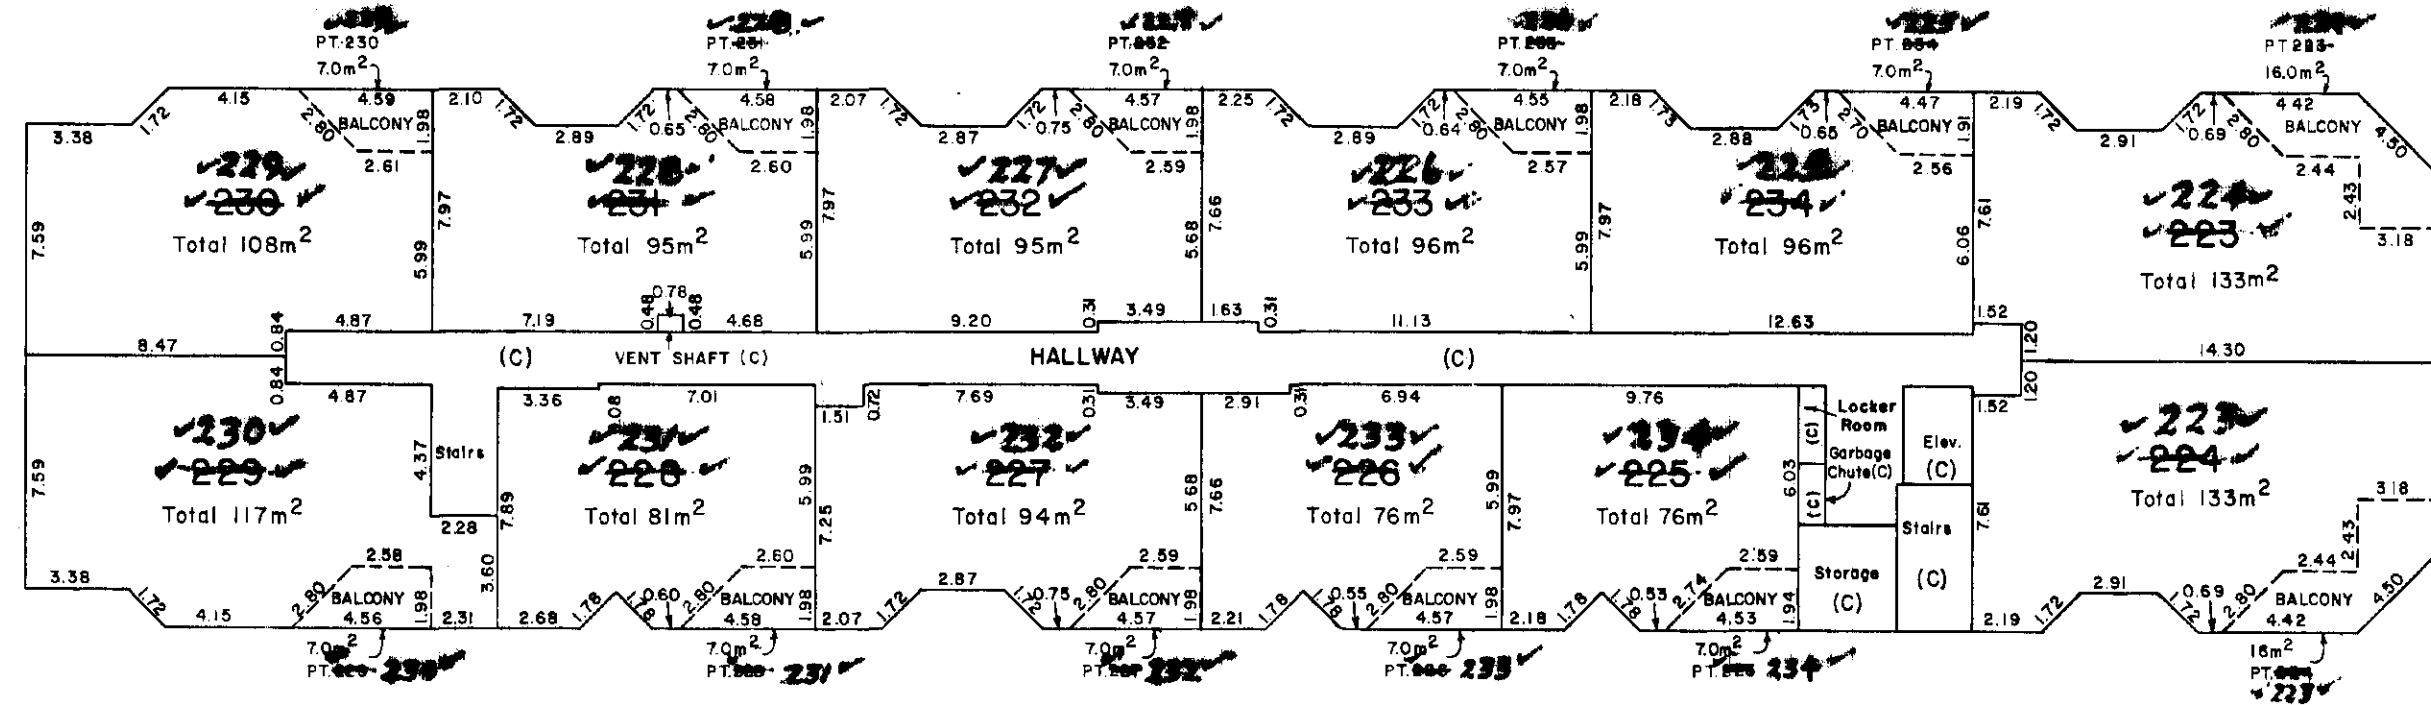 PT. 230
7.0m²
228
PT. 231
7.0m²
227
PT. 232
7.0m²
PT. 233
7.0m²
225
PT. 234
7.0m²
224
PT 223
16.0m²
4.15 4.59 2.10 0.65 4.58 2.07 0.75 4.57 2.25 0.64 4.55 2.18 0.65 4.47 2.19 0.69 4.42
3.38 1.72 2.80 BALCONY 1.98 1.72 2.89 1.72 2.80 BALCONY 1.98 1.72 2.87 1.72 2.80 BALCONY 1.98 1.72 2.89 1.72 2.80 BALCONY 1.98 1.73 2.88 1.73 2.70 BALCONY 1.91 1.72 2.91 1.72 2.80 BALCONY 4.50
2.61 2.60 2.59 2.57 2.56 2.44 2.43 3.18
229 228 227 226 224
230 231 232 233 234 223
Total 108m² Total 95m² Total 95m² Total 96m² Total 96m² Total 133m²
7.59 7.97 5.99 7.97 5.99 7.66 5.68 7.97 5.99 7.61 6.06
0.48 0.78 0.48
0.84 4.87 7.19 4.68 9.20 0.31 3.49 1.63 0.31 11.13 12.63 1.52 1.20
8.47 (C) VENT SHAFT (C) HALLWAY (C) 14.30
0.84 4.87 3.36 .08 7.01 1.51 0.72 7.69 0.31 3.49 2.91 0.31 6.94 9.76 1.52 1.20
Locker
Room
(C)
Garbage
Chute(C)
(C)
Elev.
(C)
230 231 232 233 234 223
229 228 227 226 225 224
Stairs
Total 117m² Total 81m² Total 94m² Total 76m² Total 76m² Total 133m²
7.59 4.37 2.28 7.89 3.60 5.99 7.25 5.68 7.66 5.99 7.97 6.03 7.61 2.43 3.18
Stairs
(C)
Storage
(C)
2.58 2.60 2.59 2.59 2.59 2.44
3.38 1.72 2.80 BALCONY 1.98 1.78 1.78 0.60 2.80 BALCONY 1.98 1.72 2.87 1.72 0.75 2.80 BALCONY 1.98 1.78 1.78 0.55 2.80 BALCONY 1.98 1.78 1.78 0.53 2.74 BALCONY 1.94 1.72 2.91 1.72 0.69 2.80 BALCONY 4.50
4.15 4.56 2.31 2.68 4.58 2.07 4.57 2.21 4.57 2.18 4.53 2.19 4.42
7.0m²
PT. 230
7.0m²
PT. 231
7.0m²
PT. 232
7.0m²
PT. 233
7.0m²
PT. 234
16m²
PT.
223